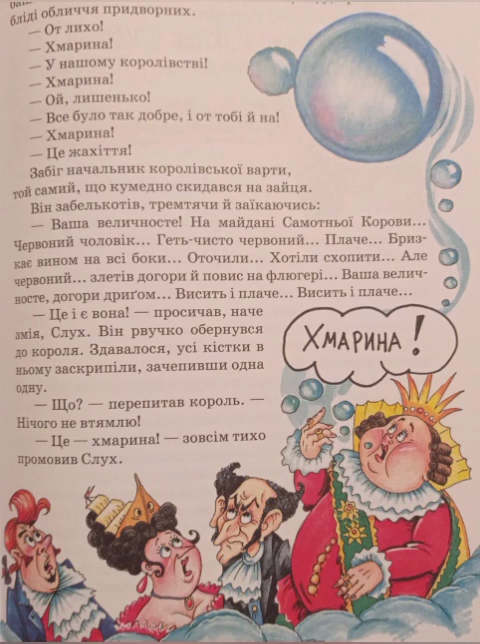 бліді обличчя придворних.
— От лихо!
— Хмарина!
— У нашому королівстві!
— Хмарина!
— Ой, лишенько!
— Все було так добре, і от тобі й на!
— Хмарина!
— Це жахіття!
Забіг начальник королівської варти,
той самий, що кумедно скидався на зайця.
Він забелькотів, тремтячи й заїкаючись:
— Ваша величносте! На майдані Самотньої Корови...
Червоний чоловік... Геть-чисто червоний... Плаче... Бриз-
кає вином на всі боки... Оточили... Хотіли схопити... Але
червоний... злетів догори й повис на флюгері... Ваша велич-
носте, догори дриґом... Висить і плаче... Висить і плаче...
— Це і є вона! — просичав, наче
змія, Слух. Він рвучко обернувся
до короля. Здавалося, усі кістки в
ньому заскрипіли, зачепивши одна
одну.
— Що? — перепитав король. —
Нічого не втямлю!
— Це — хмарина! — зовсім тихо
промовив Слух.
ХМАРИНА!